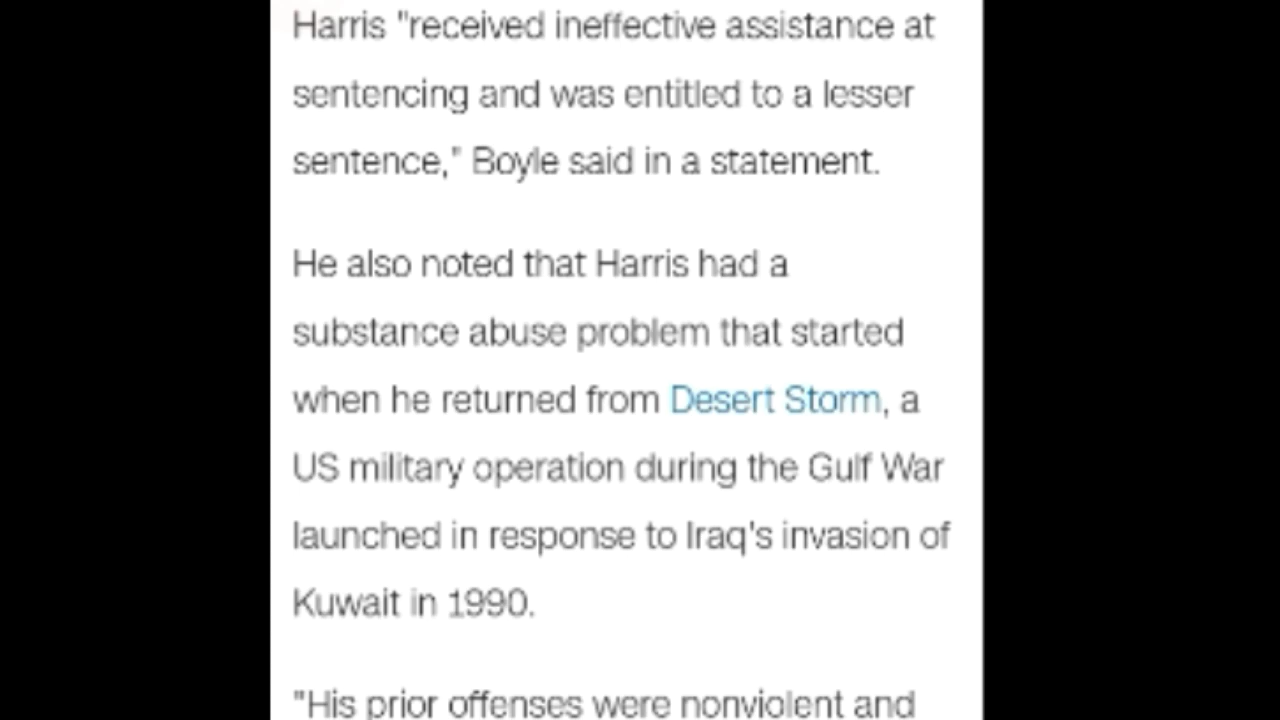 Harris "received ineffective assistance at
sentencing and was entitled to a lesser
sentence," Boyle said in a statement.
He also noted that Harris had a
substance abuse problem that started
when he returned from Desert Storm, a
US military operation during the Gulf War
launched in response to Iraq's invasion of
Kuwait in 1990.
"His prior offenses were nonviolent and